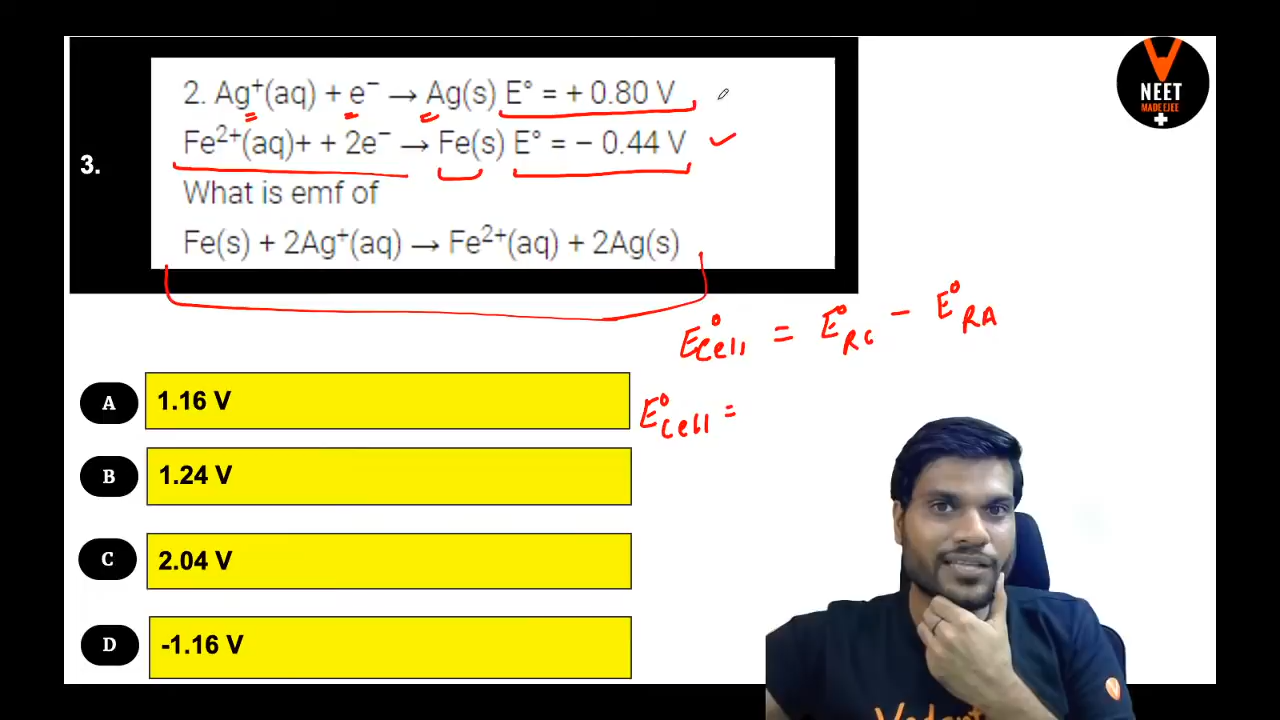 NEET
MADE EJEE
3.
2. Ag⁺(aq) + e⁻ → Ag(s) E° = + 0.80 V
Fe²⁺(aq)+ + 2e⁻ → Fe(s) E° = − 0.44 V
What is emf of
Fe(s) + 2Ag⁺(aq) → Fe²⁺(aq) + 2Ag(s)
E°cell = E°RC − E°RA
E°cell =
A 1.16 V
B 1.24 V
C 2.04 V
D -1.16 V